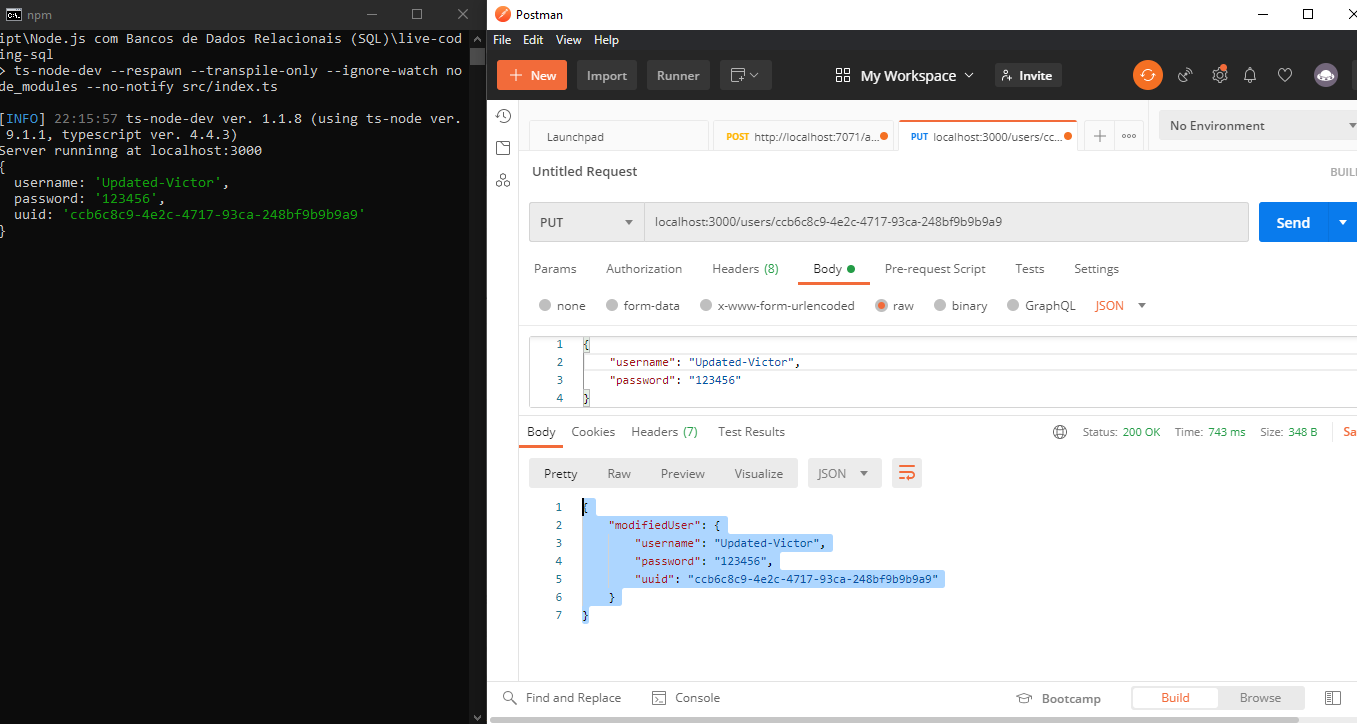 npm
ipt\Node.js com Bancos de Dados Relacionais (SQL)\live-cod
ing-sql
> ts-node-dev --respawn --transpile-only --ignore-watch no
de_modules --no-notify src/index.ts
[INFO] 22:15:57 ts-node-dev ver. 1.1.8 (using ts-node ver.
9.1.1, typescript ver. 4.4.3)
Server runninng at localhost:3000
{
username: 'Updated-Victor',
password: '123456',
uuid: 'ccb6c8c9-4e2c-4717-93ca-248bf9b9b9a9'
}
Postman
File Edit View Help
+ New Import Runner My Workspace Invite
Launchpad POST http://localhost:7071/a... PUT localhost:3000/users/cc... + ooo No Environment
Untitled Request BUIL
PUT localhost:3000/users/ccb6c8c9-4e2c-4717-93ca-248bf9b9b9a9 Send
Params Authorization Headers (8) Body Pre-request Script Tests Settings
none form-data x-www-form-urlencoded raw binary GraphQL JSON
1 {
2 "username": "Updated-Victor",
3 "password": "123456"
4 }
Body Cookies Headers (7) Test Results Status: 200 OK Time: 743 ms Size: 348 B Sa
Pretty Raw Preview Visualize JSON
1 {
2 "modifiedUser": {
3 "username": "Updated-Victor",
4 "password": "123456",
5 "uuid": "ccb6c8c9-4e2c-4717-93ca-248bf9b9b9a9"
6 }
7 }
Find and Replace Console Bootcamp Build Browse